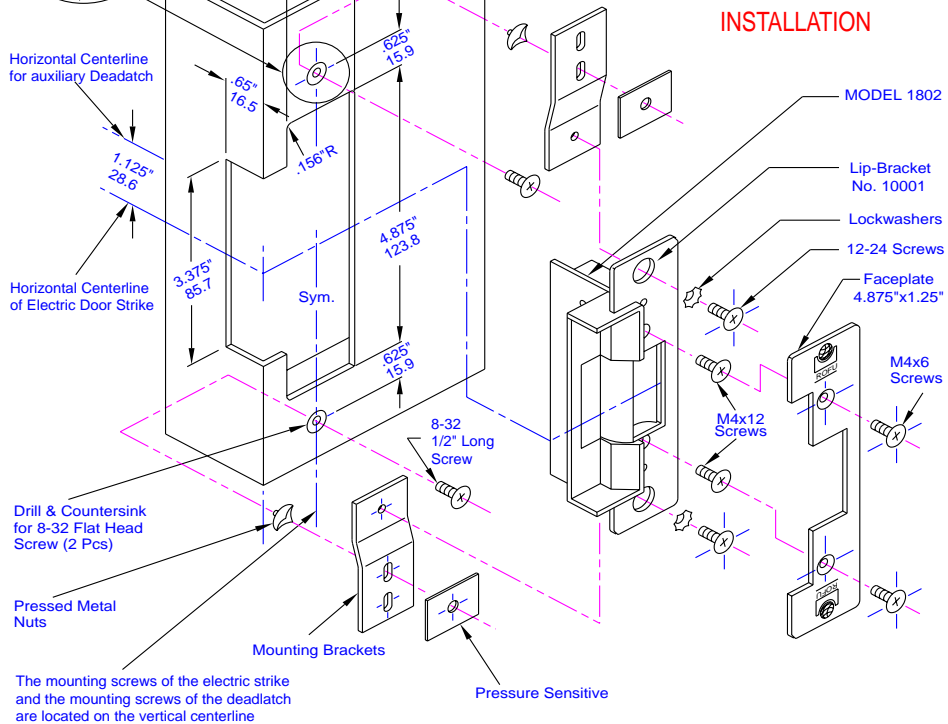 INSTALLATION
.625"
15.9
Horizontal Centerline
for auxiliary Deadatch
.65"
16.5
MODEL 1802
.156"R
1.125"
28.6
Lip-Bracket
No. 10001
Lockwashers
4.875"
123.8
12-24 Screws
3.375"
85.7
Faceplate
4.875"x1.25"
Horizontal Centerline
of Electric Door Strike
Sym.
.625"
15.9
ROFU
M4x6
Screws
M4x12
Screws
8-32
1/2" Long
Screw
Drill & Countersink
for 8-32 Flat Head
Screw (2 Pcs)
ROFU
Pressed Metal
Nuts
Mounting Brackets
Pressure Sensitive
The mounting screws of the electric strike
and the mounting screws of the deadlatch
are located on the vertical centerline